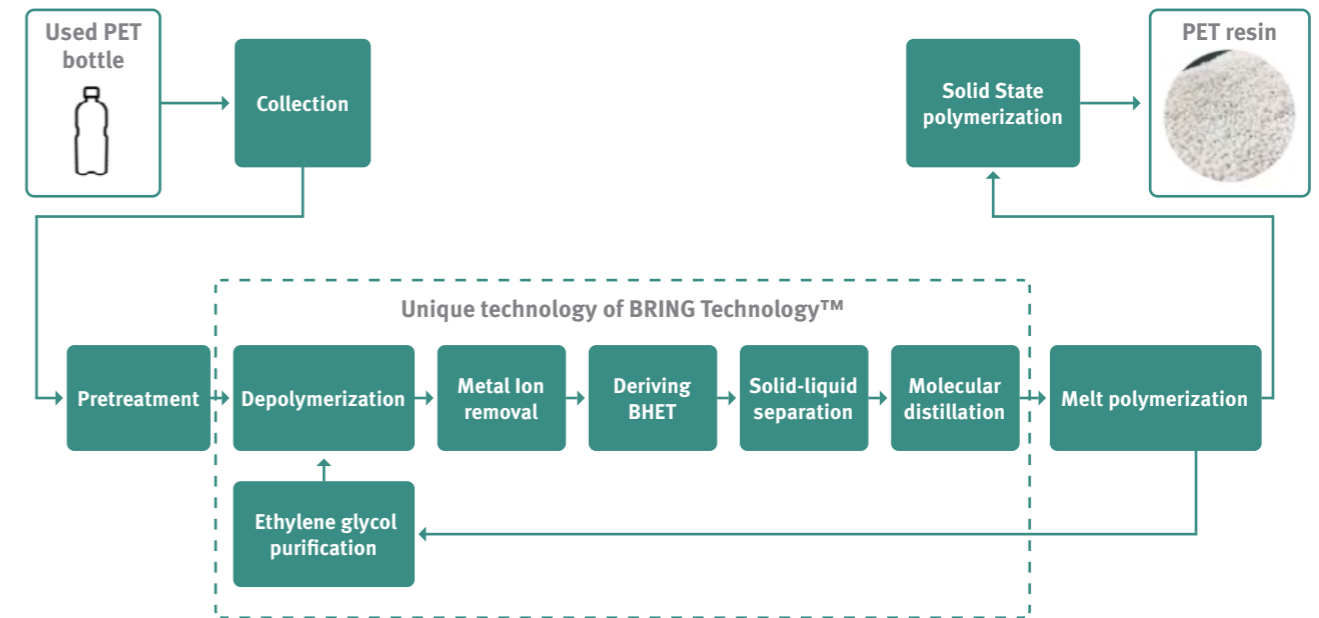 Used PET
bottle
Collection
Solid State
polymerization
PET resin
Unique technology of BRING Technology™
Pretreatment
Depolymerization
Metal Ion
removal
Deriving
BHET
Solid-liquid
separation
Molecular
distillation
Melt polymerization
Ethylene glycol
purification